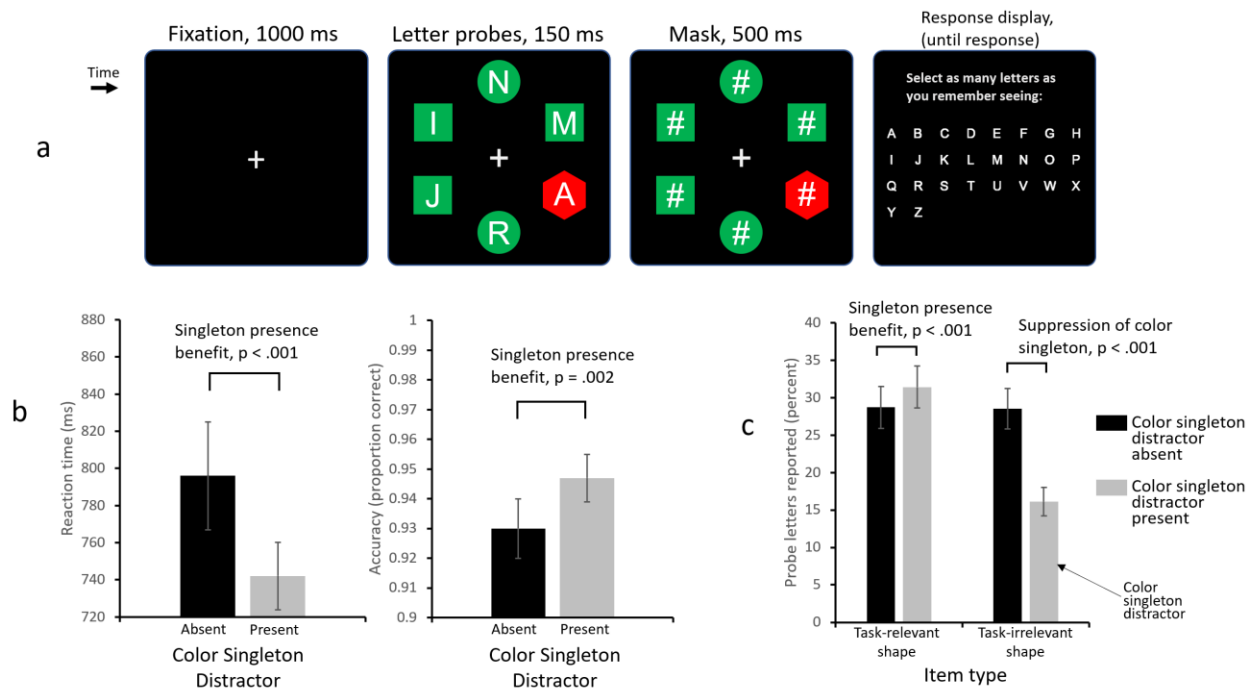 a
Time
Fixation, 1000 ms
+
Letter probes, 150 ms
N
I
M
+
J
A
R
Mask, 500 ms
#
#
#
+
#
#
#
Response display,
(until response)
Select as many letters as
you remember seeing:
A B C D E F G H
I J K L M N O P
Q R S T U V W X
Y Z
b
Reaction time (ms)
880
860
840
820
800
780
760
740
720
Singleton presence
benefit, p < .001
Absent
Present
Color Singleton
Distractor
Accuracy (proportion correct)
1
0.99
0.98
0.97
0.96
0.95
0.94
0.93
0.92
0.91
0.9
Singleton presence
benefit, p = .002
Absent
Present
Color Singleton
Distractor
c
Probe letters reported (percent)
40
35
30
25
20
15
10
5
0
Singleton presence
benefit, p < .001
Suppression of color
singleton, p < .001
Task-relevant
shape
Task-irrelevant
shape
Item type
Color singleton
distractor
absent
Color singleton
distractor
present
Color
singleton
distractor